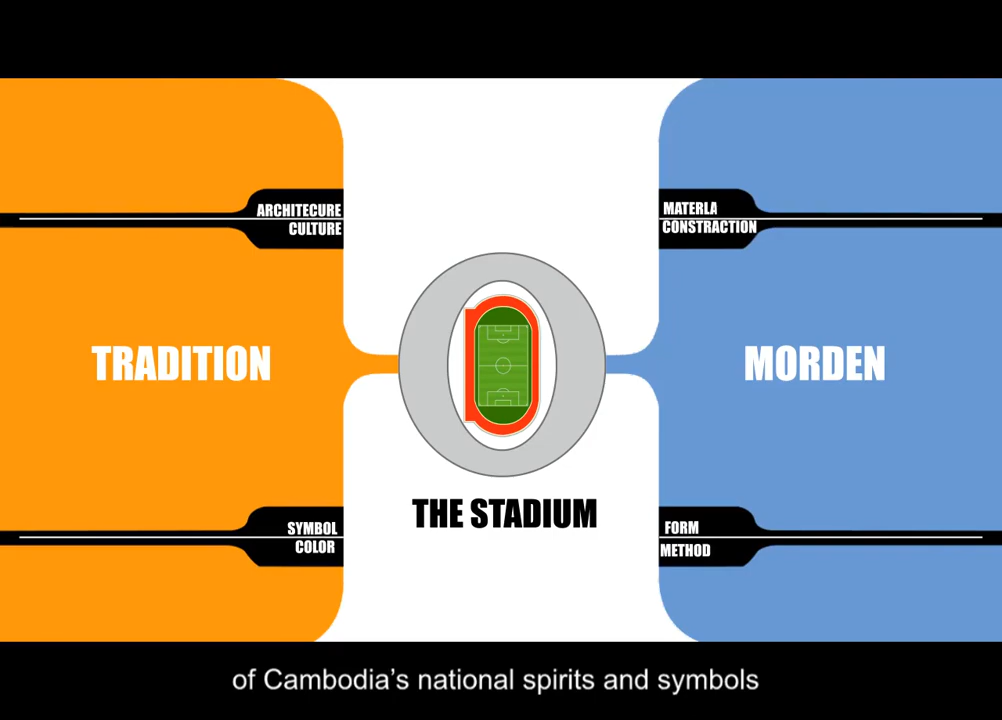 ARCHITECURE
CULTURE
MATERLA
CONSTRACTION
TRADITION
MORDEN
THE STADIUM
SYMBOL
COLOR
FORM
METHOD
of Cambodia's national spirits and symbols